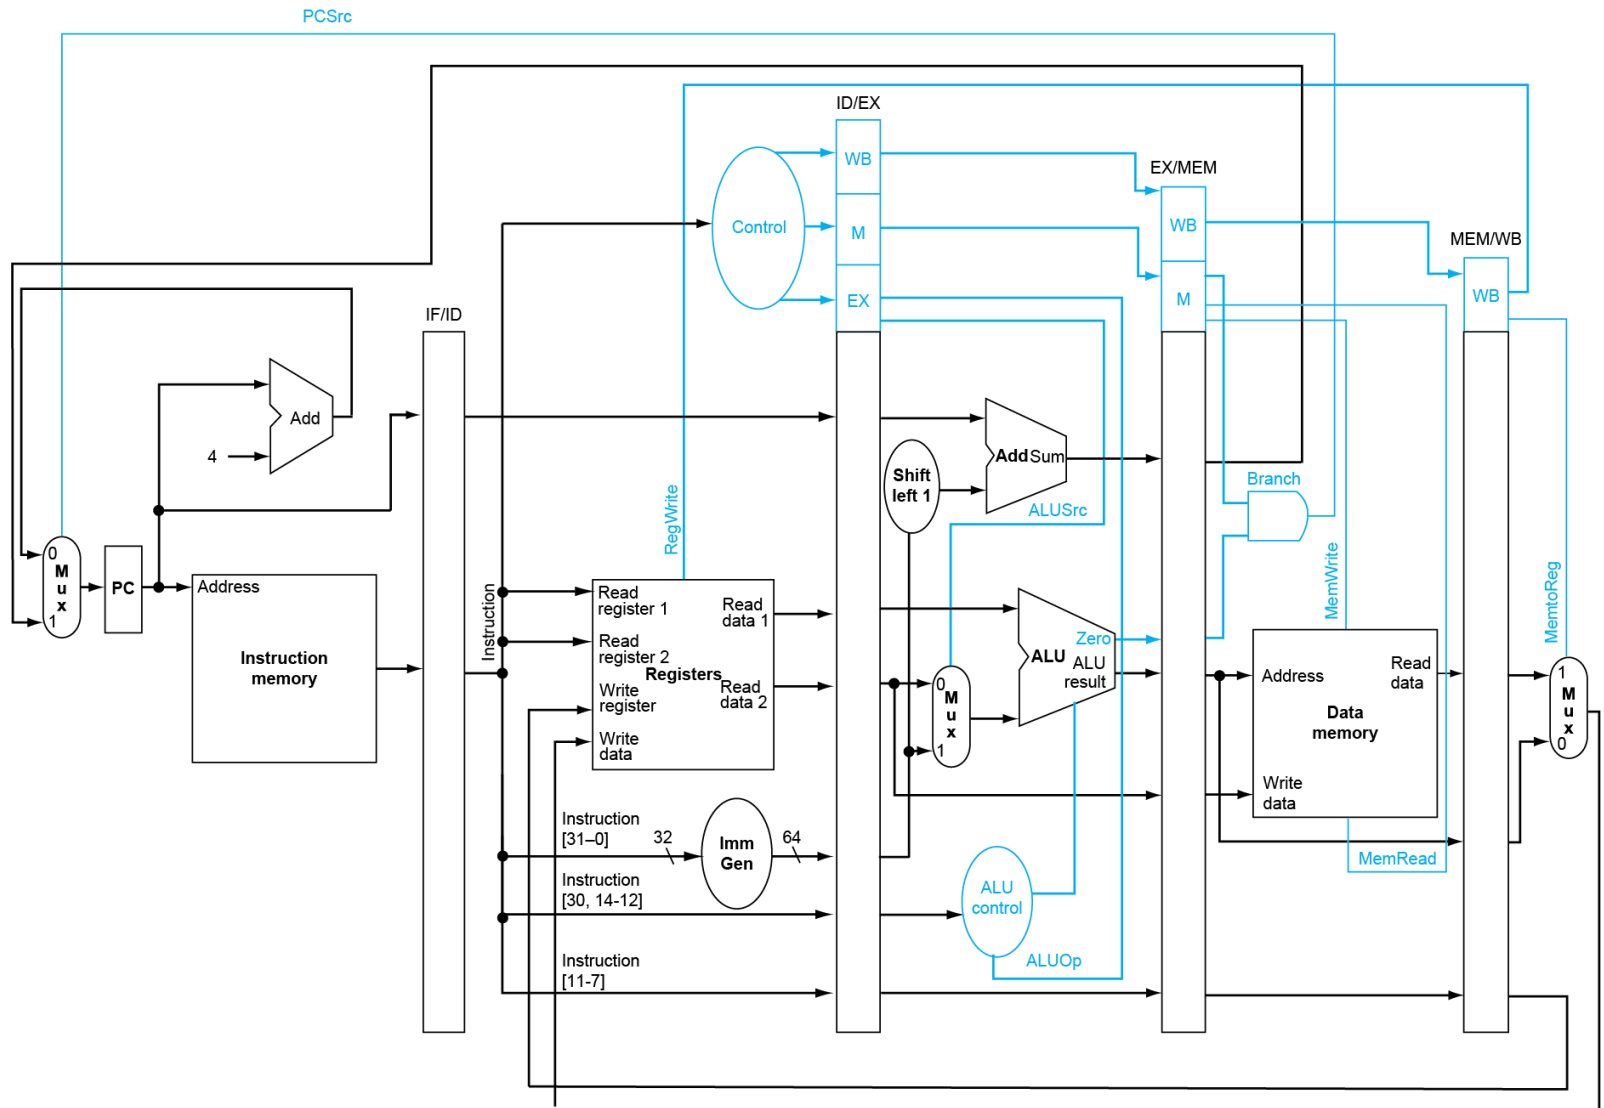 PCSrc
ID/EX
WB
EX/MEM
Control
M
WB
MEM/WB
EX
M
WB
IF/ID
Add
4
Add Sum
Shift
left 1
ALUSrc
Branch
RegWrite
MemWrite
MemtoReg
0
M
u
x
1
PC
Address
Instruction
memory
Instruction
Read
register 1
Read
register 2
Write
register
Write
data
Registers
Read
data 1
Read
data 2
0
M
u
x
1
Zero
ALU
ALU
result
Address
Read
data
Data
memory
Write
data
1
M
u
x
0
MemRead
Instruction
[31–0]
32
Imm
Gen
64
Instruction
[30, 14-12]
ALU
control
ALUOp
Instruction
[11-7]